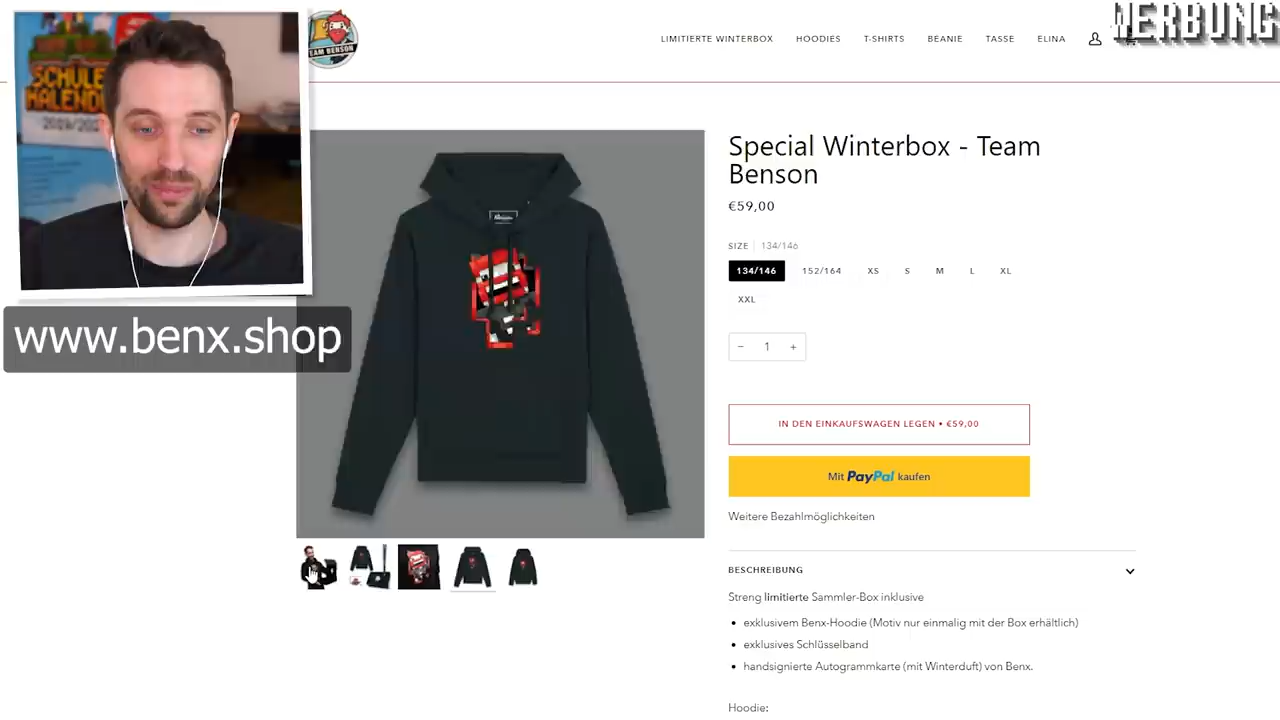 WERBUNG
SCHULE
KALENDE
TEAM BENSON
LIMITIERTE WINTERBOX HOODIES T-SHIRTS BEANIE TASSE ELINA
www.benx.shop
Special Winterbox - Team
Benson
€59,00
SIZE 134/146
134/146 152/164 XS S M L XL
XXL
− 1 +
IN DEN EINKAUFSWAGEN LEGEN • €59,00
Mit PayPal kaufen
Weitere Bezahlmöglichkeiten
BESCHREIBUNG
Streng limitierte Sammler-Box inklusive
exklusivem Benx-Hoodie (Motiv nur einmalig mit der Box erhältlich)
exklusives Schlüsselband
handsignierte Autogrammkarte (mit Winterduft) von Benx.
Hoodie: